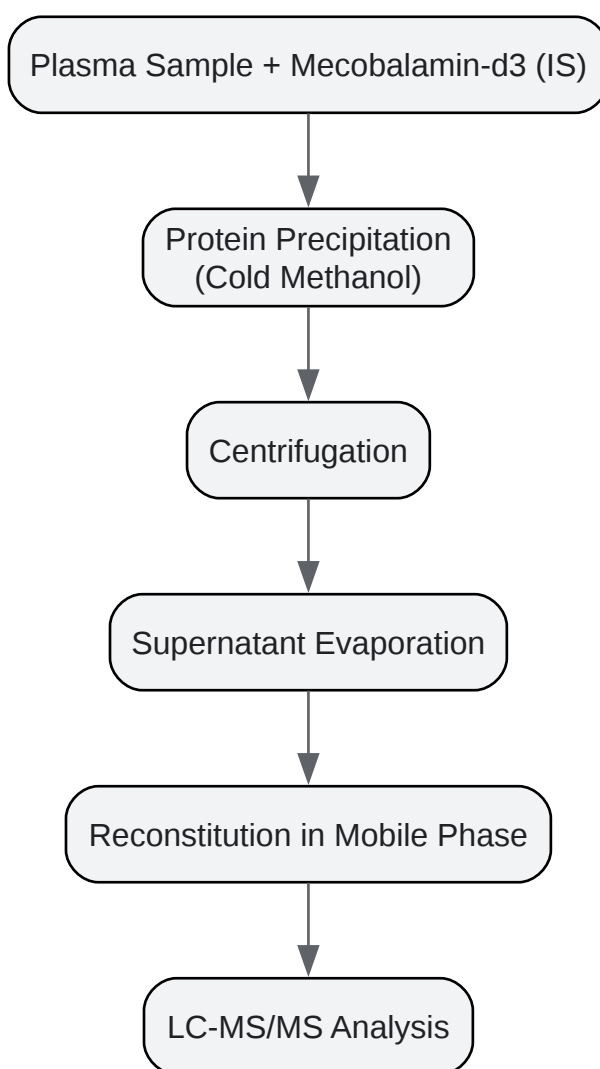 Plasma Sample + Mecobalamin-d3 (IS)
Protein Precipitation
(Cold Methanol)
Centrifugation
Supernatant Evaporation
Reconstitution in Mobile Phase
LC-MS/MS Analysis